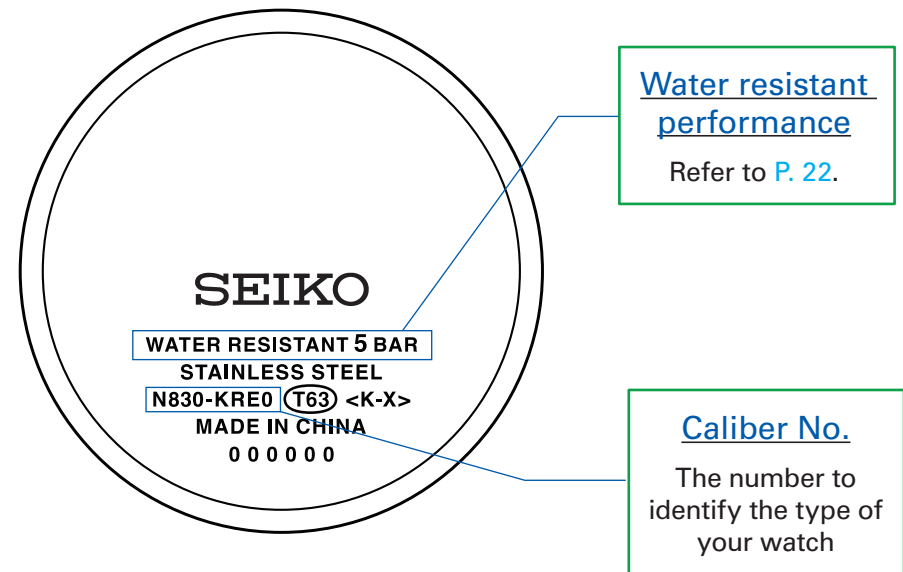 Water resistant
performance
Refer to P. 22.
SEIKO
WATER RESISTANT 5 BAR
STAINLESS STEEL
N830-KRE0 T63 <K-X>
MADE IN CHINA
000000
Caliber No.
The number to
identify the type of
your watch